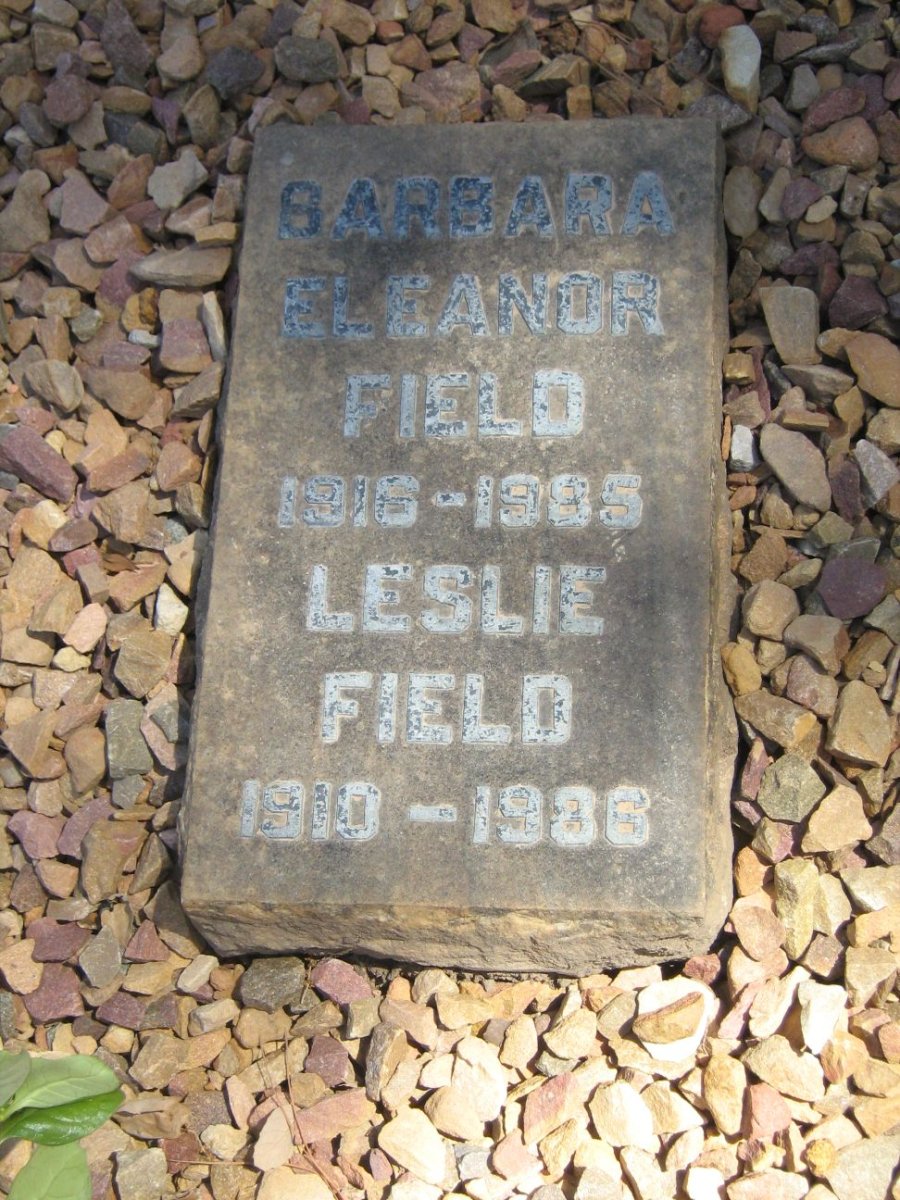 BARBARA
ELEANOR
FIELD
1916-1985
LESLIE
FIELD
1910 - 1986